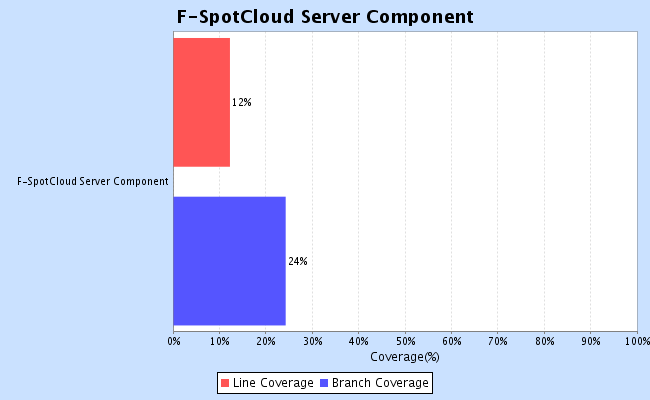 F-SpotCloud Server Component
12%
F-SpotCloud Server Component
24%
0% 10% 20% 30% 40% 50% 60% 70% 80% 90% 100%
Coverage(%)
Line Coverage Branch Coverage